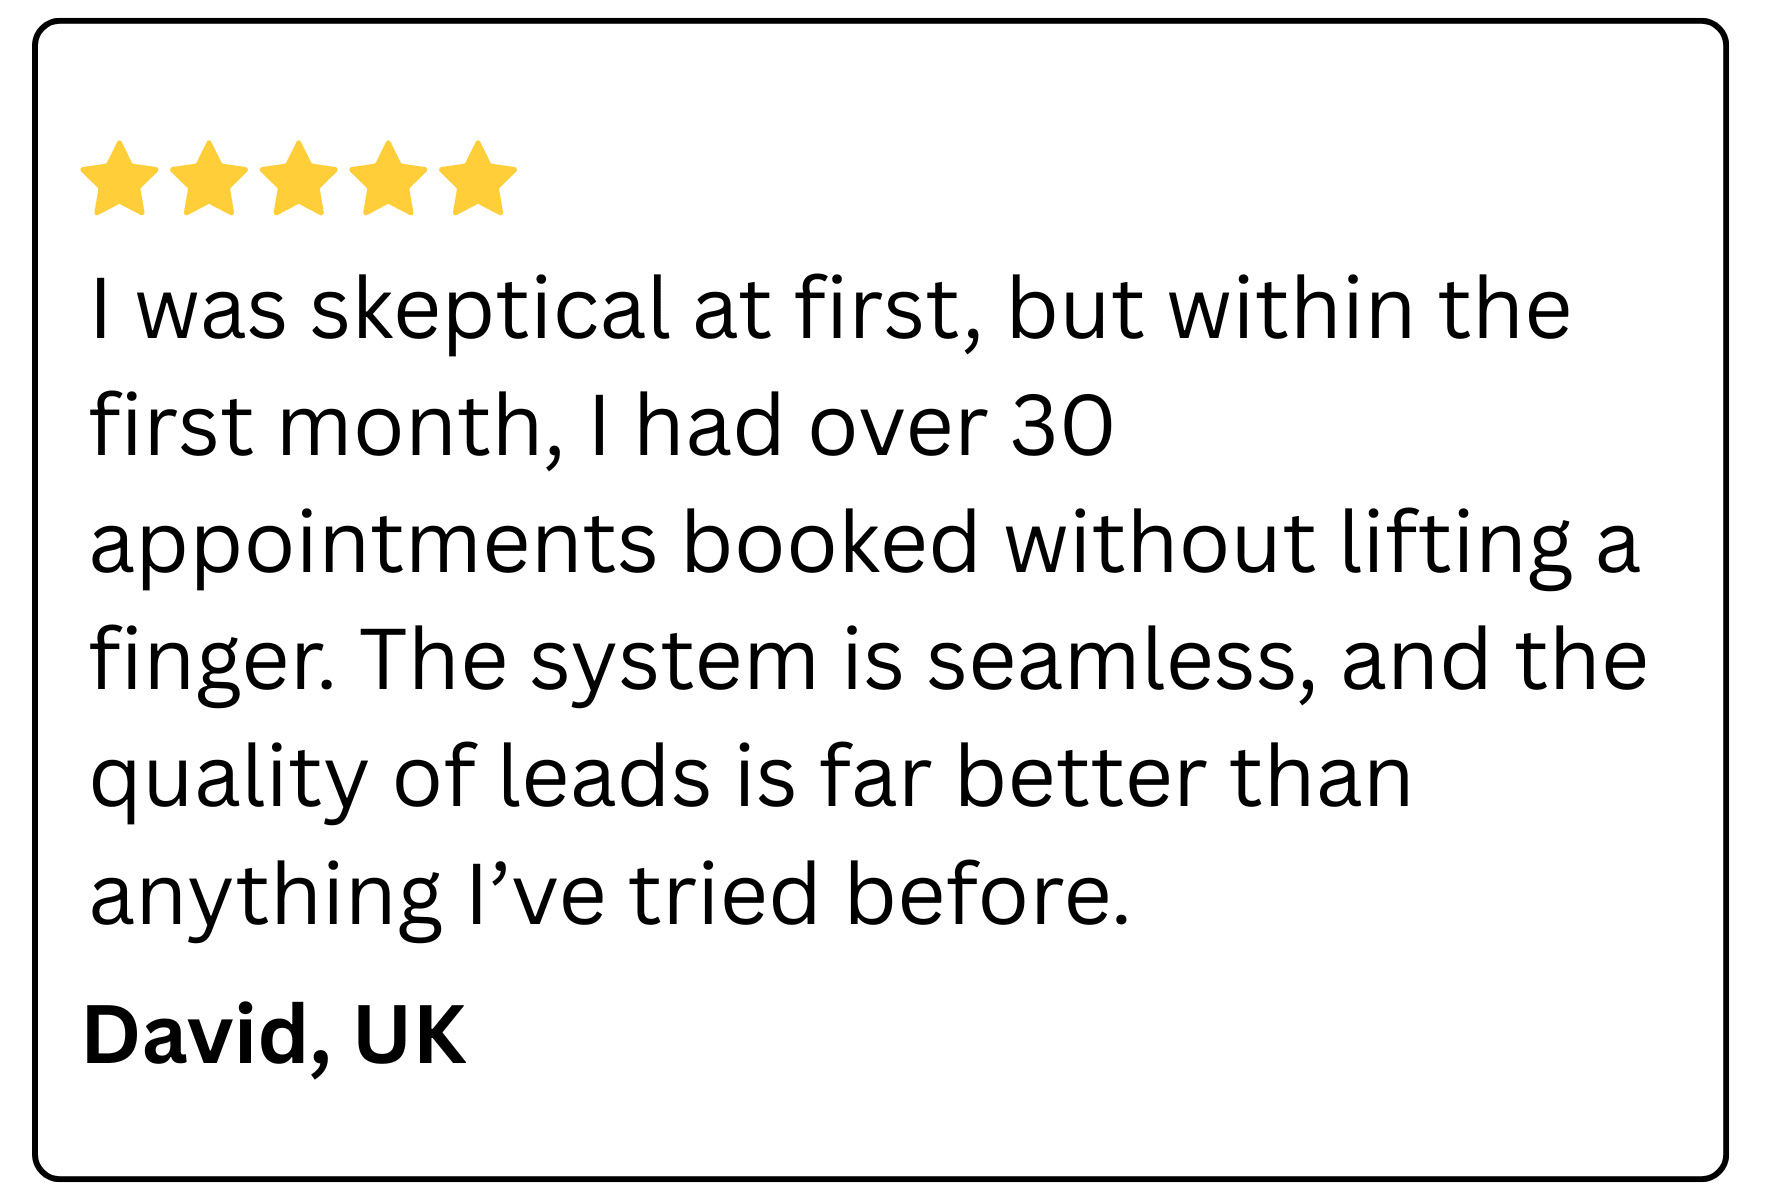 I was skeptical at first, but within the
first month, I had over 30
appointments booked without lifting a
finger. The system is seamless, and the
quality of leads is far better than
anything I’ve tried before.
David, UK